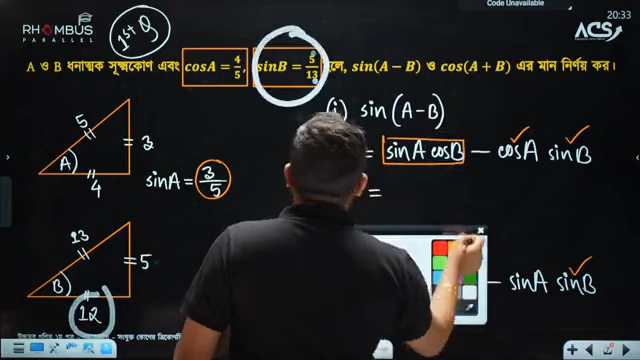 Code Unavailable
20:33
RHOMBUS
PARALLEL
1st Q
ACS
A ও B ধনাত্মক সূক্ষ্মকোণ এবং cosA = 4/5, sinB = 5/13 হলে, sin(A − B) ও cos(A + B) এর মান নির্ণয় কর।
5
3
A
4
sinA = 3/5
(i) sin(A-B)
= sinA cosB − cosA sinB
=
13
5
B
12
− sinA sinB